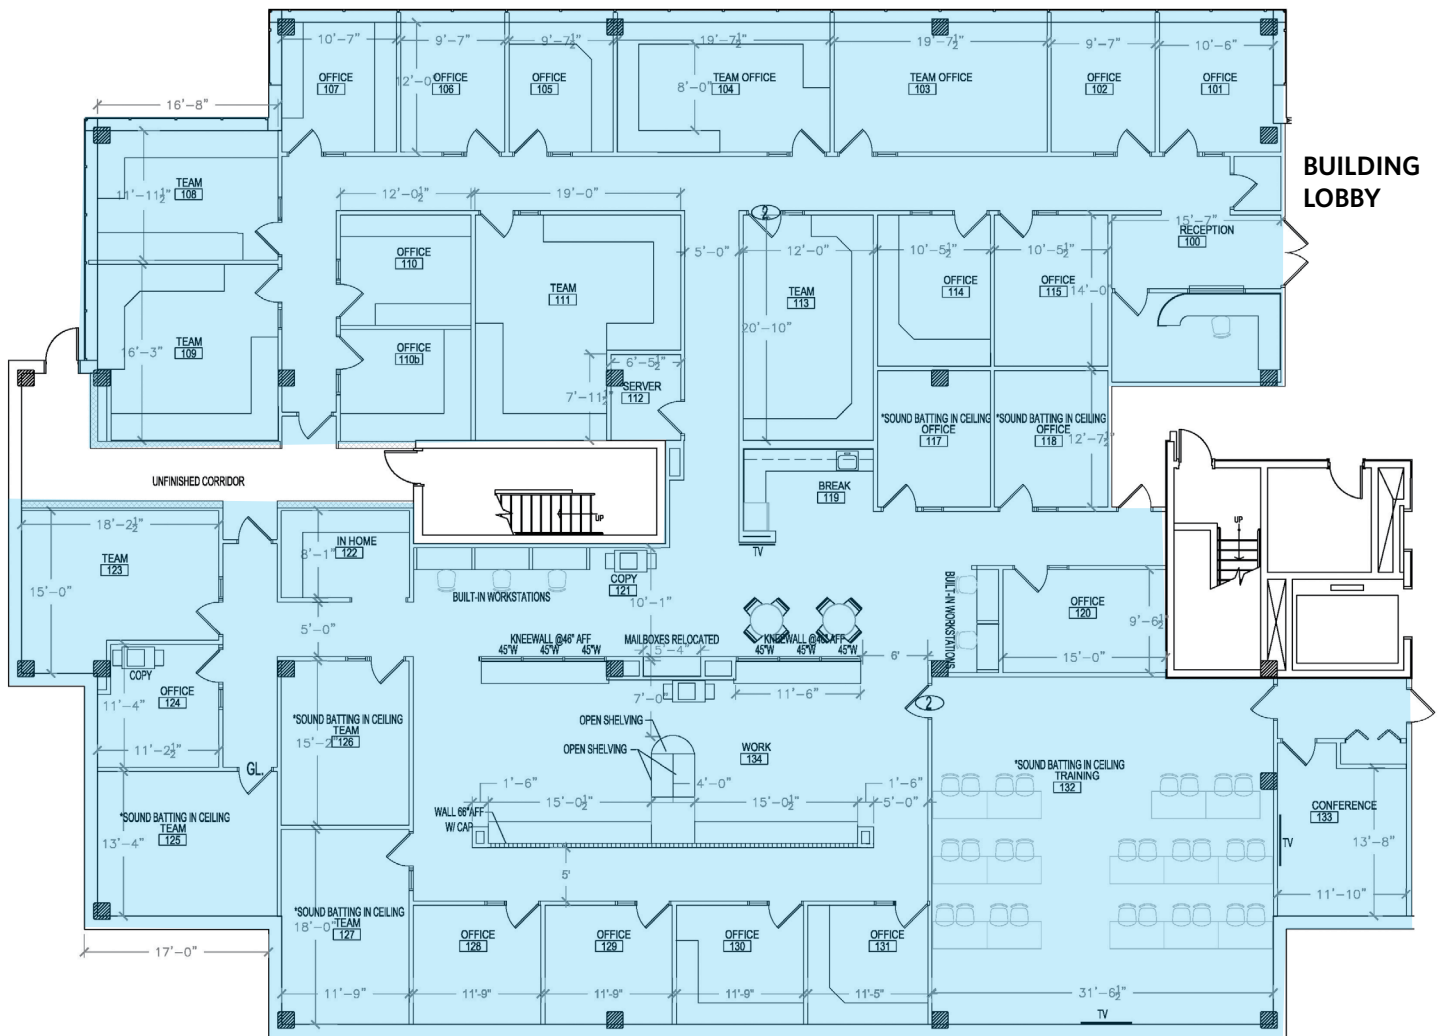 10'-7"
9'-7"
9'-7½"
19'-7½"
19'-7½"
9'-7"
10'-6"
OFFICE
107
12'-0"
OFFICE
106
OFFICE
105
8'-0"
TEAM OFFICE
104
TEAM OFFICE
103
OFFICE
102
OFFICE
101
16'-8"
BUILDING
LOBBY
TEAM
108
11'-11½"
12'-0½"
19'-0"
2
15'-7"
RECEPTION
100
OFFICE
110
5'-0"
12'-0"
10'-5½"
10'-5½"
TEAM
111
TEAM
113
OFFICE
114
OFFICE
115
14'-0"
20'-10"
TEAM
109
16'-3"
OFFICE
110b
6'-5½"
SERVER
112
7'-11½"
*SOUND BATTING IN CEILING
OFFICE
117
*SOUND BATTING IN CEILING
OFFICE
118
12'-7½"
UNFINISHED CORRIDOR
UP
BREAK
119
TV
UP
18'-2½"
TEAM
123
15'-0"
IN HOME
122
8'-1"
COPY
121
10'-1"
BUILT-IN WORKSTATIONS
BUILT-IN WORKSTATIONS
OFFICE
120
9'-6½"
15'-0"
5'-0"
KNEEWALL @46" AFF
45"W
45"W
45"W
MAILBOXES RELOCATED
5'-4"
KNEEWALL @46" AFF
45"W
45"W
45"W
6'
COPY
OFFICE
124
11'-4"
11'-2½"
7'-0"
11'-6"
2
*SOUND BATTING IN CEILING
TEAM
126
15'-2"
OPEN SHELVING
OPEN SHELVING
WORK
134
GL.
1'-6"
15'-0½"
4'-0"
15'-0½"
1'-6"
5'-0"
*SOUND BATTING IN CEILING
TRAINING
132
CONFERENCE
133
TV
13'-8"
11'-10"
WALL 66"AFF
W/ CAP
*SOUND BATTING IN CEILING
TEAM
125
13'-4"
5'
*SOUND BATTING IN CEILING
TEAM
127
18'-0"
OFFICE
128
OFFICE
129
OFFICE
130
OFFICE
131
17'-0"
11'-9"
11'-9"
11'-9"
11'-9"
11'-5"
31'-6½"
TV